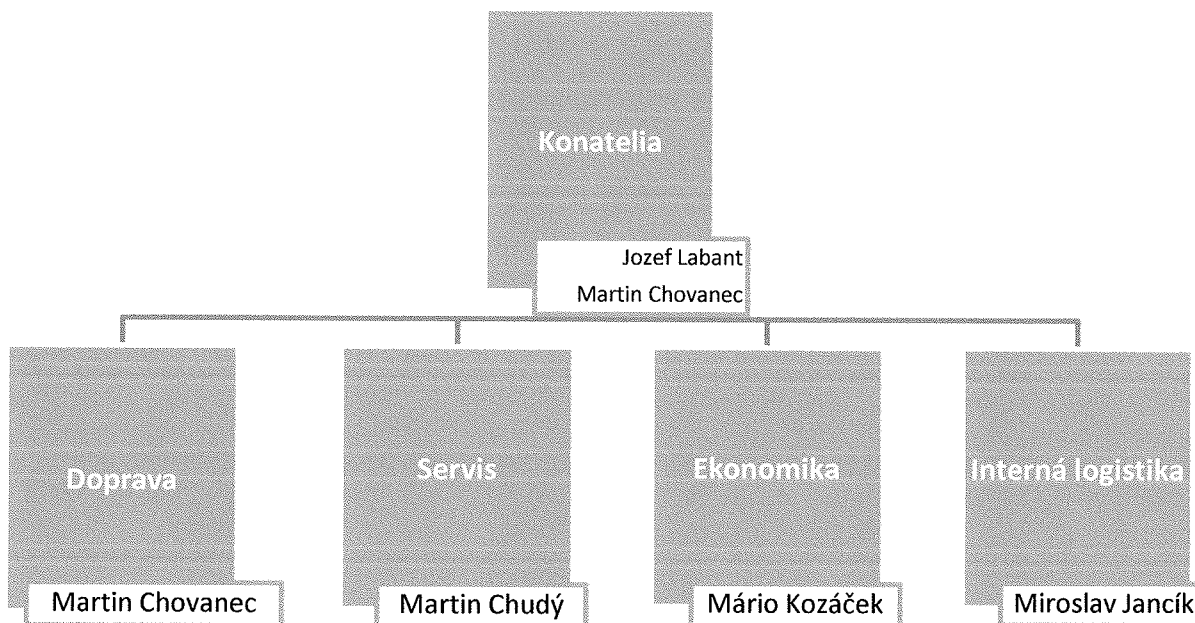 Konatelia
Jozef Labant
Martin Chovanec
Doprava
Servis
Ekonomika
Interná logistika
Martin Chovanec
Martin Chudý
Mário Kozáček
Miroslav Jancík